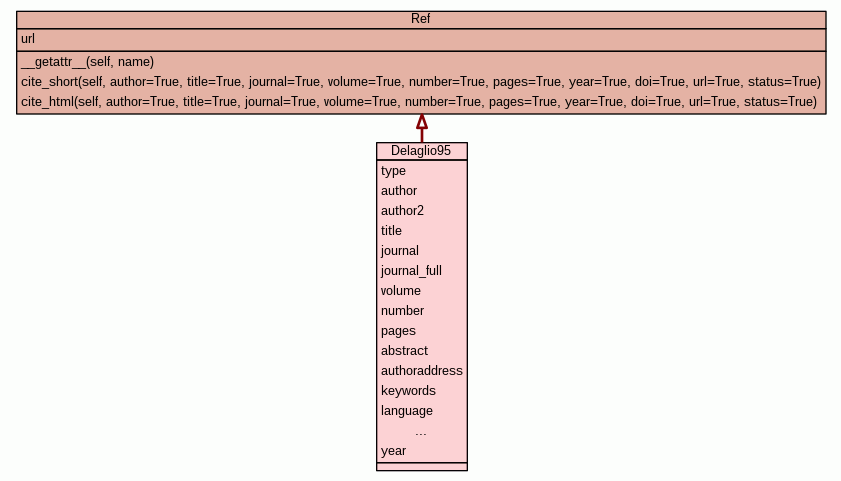 Ref
url
__getattr__(self, name)
cite_short(self, author=True, title=True, journal=True, volume=True, number=True, pages=True, year=True, doi=True, url=True, status=True)
cite_html(self, author=True, title=True, journal=True, volume=True, number=True, pages=True, year=True, doi=True, url=True, status=True)
Delaglio95
type
author
author2
title
journal
journal_full
volume
number
pages
abstract
authoraddress
keywords
language
...
year